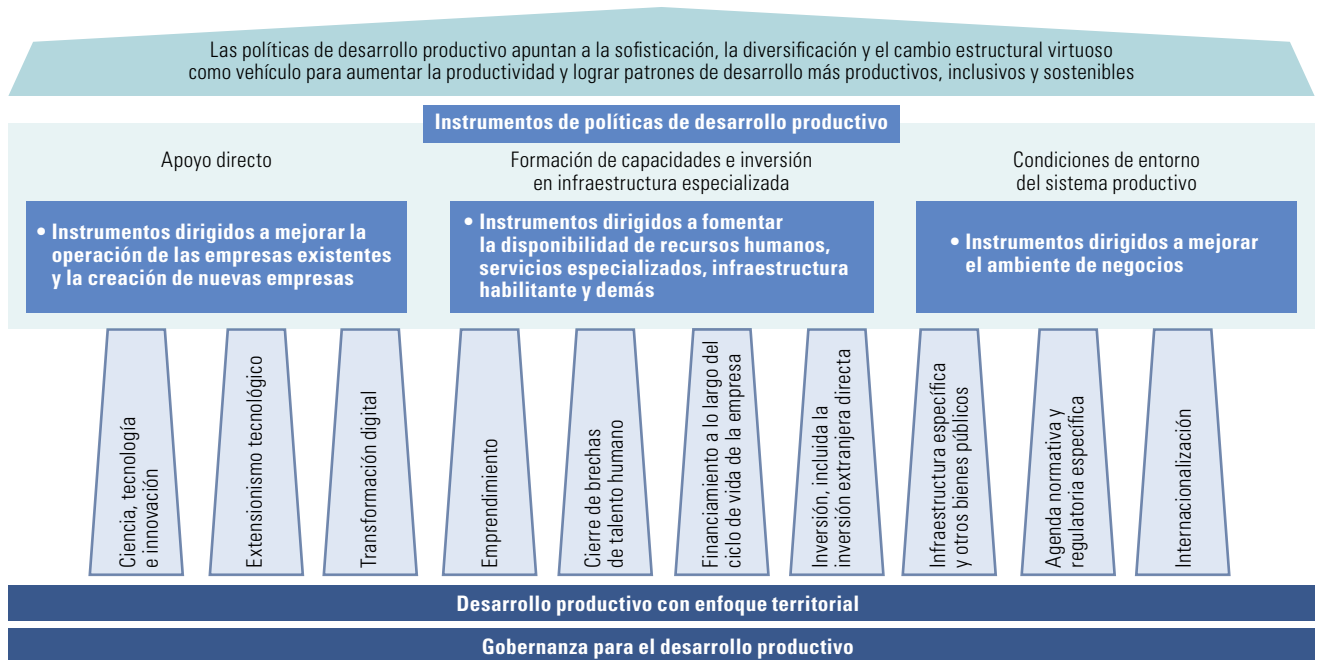 Las políticas de desarrollo productivo apuntan a la sofisticación, la diversificación y el cambio estructural virtuoso
como vehículo para aumentar la productividad y lograr patrones de desarrollo más productivos, inclusivos y sostenibles
Instrumentos de políticas de desarrollo productivo
Apoyo directo
• Instrumentos dirigidos a mejorar la
operación de las empresas existentes
y la creación de nuevas empresas
Formación de capacidades e inversión
en infraestructura especializada
• Instrumentos dirigidos a fomentar
la disponibilidad de recursos humanos,
servicios especializados, infraestructura
habilitante y demás
Condiciones de entorno
del sistema productivo
• Instrumentos dirigidos a mejorar
el ambiente de negocios
Ciencia, tecnología
e innovación
Extensionismo tecnológico
Transformación digital
Emprendimiento
Cierre de brechas
de talento humano
Financiamiento a lo largo del
ciclo de vida de la empresa
Inversión, incluida la
inversión extranjera directa
Infraestructura específica
y otros bienes públicos
Agenda normativa y
regulatoria específica
Internacionalización
Desarrollo productivo con enfoque territorial
Gobernanza para el desarrollo productivo